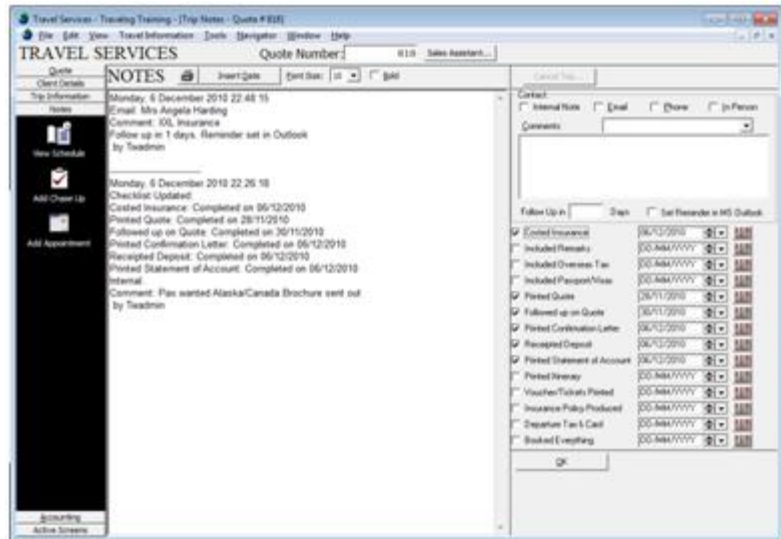 Travel Services - Travelog Training - [Trip Notes - Quote # 818]
File Edit View Travel Information Tools Navigator Window Help
TRAVEL SERVICES Quote Number: 818 Sales Assistant...
Quote
Client Details
Trip Information
Notes
View Schedule
Add Chase Up
Add Appointment
Accounting
Active Screens
NOTES Insert Date Font Size: 10 Bold
Monday, 6 December 2010 22:48:15
Email: Mrs Angela Harding
Comment: Insurance
Follow up in 1 days. Reminder set in Outlook
by Twadmin
Monday, 6 December 2010 22:26:18
Checklist Updated:
Costed Insurance: Completed on 06/12/2010
Printed Quote: Completed on 28/11/2010
Followed up on Quote: Completed on 30/11/2010
Printed Confirmation Letter: Completed on 06/12/2010
Receipted Deposit: Completed on 06/12/2010
Printed Statement of Account: Completed on 06/12/2010
Internal:
Comment: Pax wanted Alaska/Canada Brochure sent out
by Twadmin
Cancel Trip...
Contact
Internal Note Email Phone In Person
Comments
Follow Up in Days Set Reminder in MS Outlook
Costed Insurance 06/12/2010
Included Remarks DD/MM/YYYY
Included Overseas Tax DD/MM/YYYY
Included Passport/Visas DD/MM/YYYY
Printed Quote 28/11/2010
Followed up on Quote 30/11/2010
Printed Confirmation Letter 06/12/2010
Receipted Deposit 06/12/2010
Printed Statement of Account 06/12/2010
Printed Itinerary DD/MM/YYYY
Voucher/Tickets Printed DD/MM/YYYY
Insurance Policy Produced DD/MM/YYYY
Departure Tax & Card DD/MM/YYYY
Booked Everything DD/MM/YYYY
OK